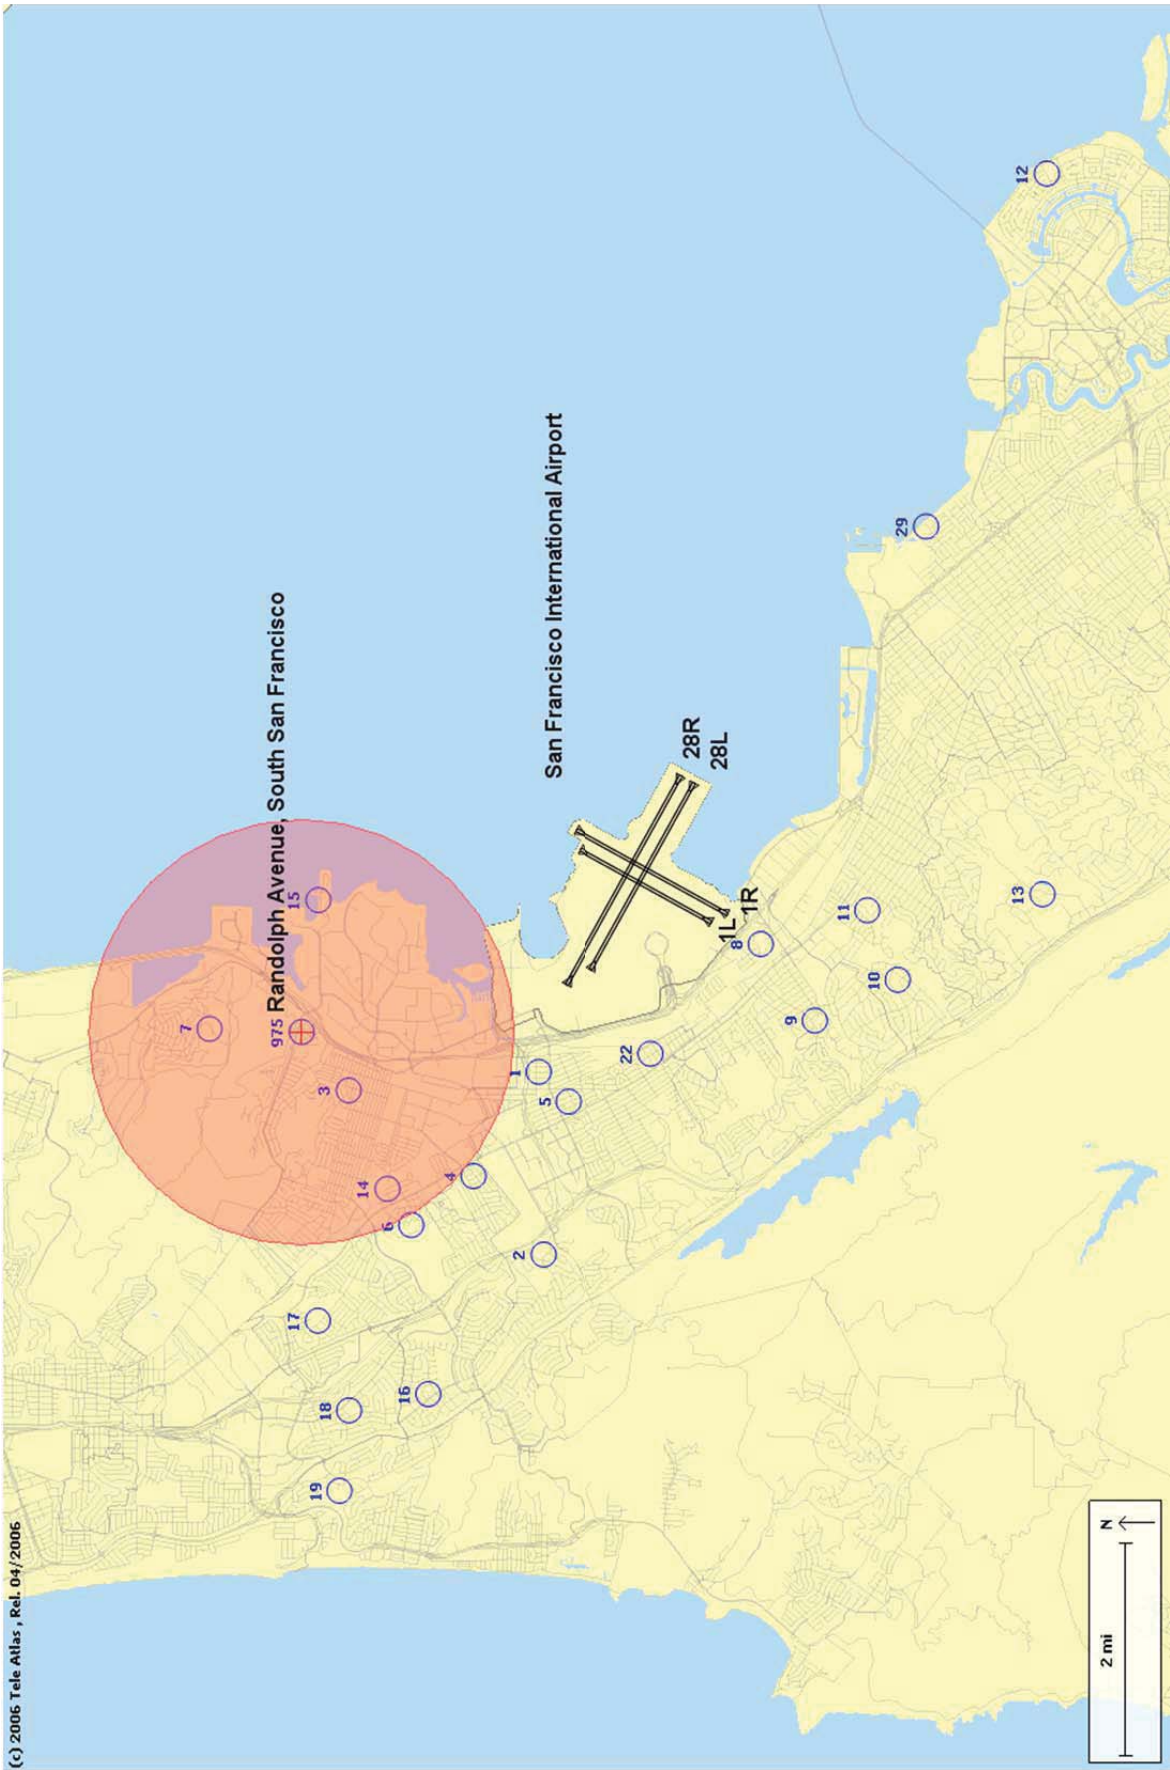 (c) 2006 Tele Atlas , Rel. 04/2006
7
975 Randolph Avenue, South San Francisco
15
3
14
6
4
17
18
16
19
2
1
5
22
San Francisco International Airport
28R
28L
1L
1R
8
9
10
11
13
29
12
2 mi
N